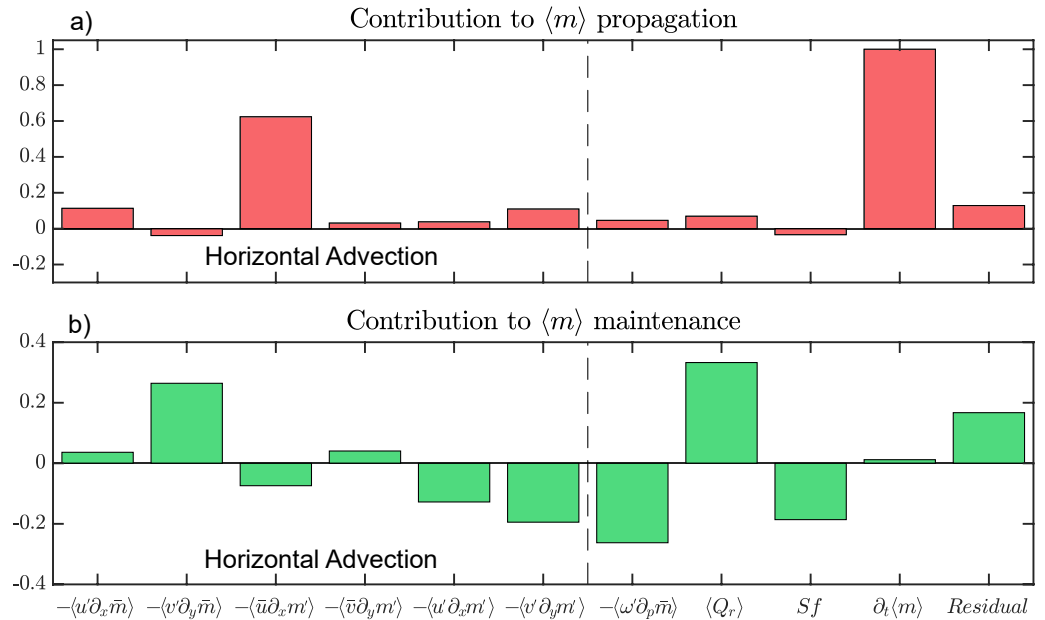 a)
Contribution to ⟨m⟩ propagation
1
0.8
0.6
0.4
0.2
0
-0.2
Horizontal Advection
b)
Contribution to ⟨m⟩ maintenance
0.4
0.2
0
-0.2
-0.4
Horizontal Advection
−⟨u′∂ₓm̄⟩ −⟨v′∂ᵧm̄⟩ −⟨ū∂ₓm′⟩ −⟨v̄∂ᵧm′⟩ −⟨u′∂ₓm′⟩ −⟨v′∂ᵧm′⟩ −⟨ω′∂ₚm̄⟩ ⟨Qᵣ⟩ Sf ∂ₜ⟨m⟩ Residual